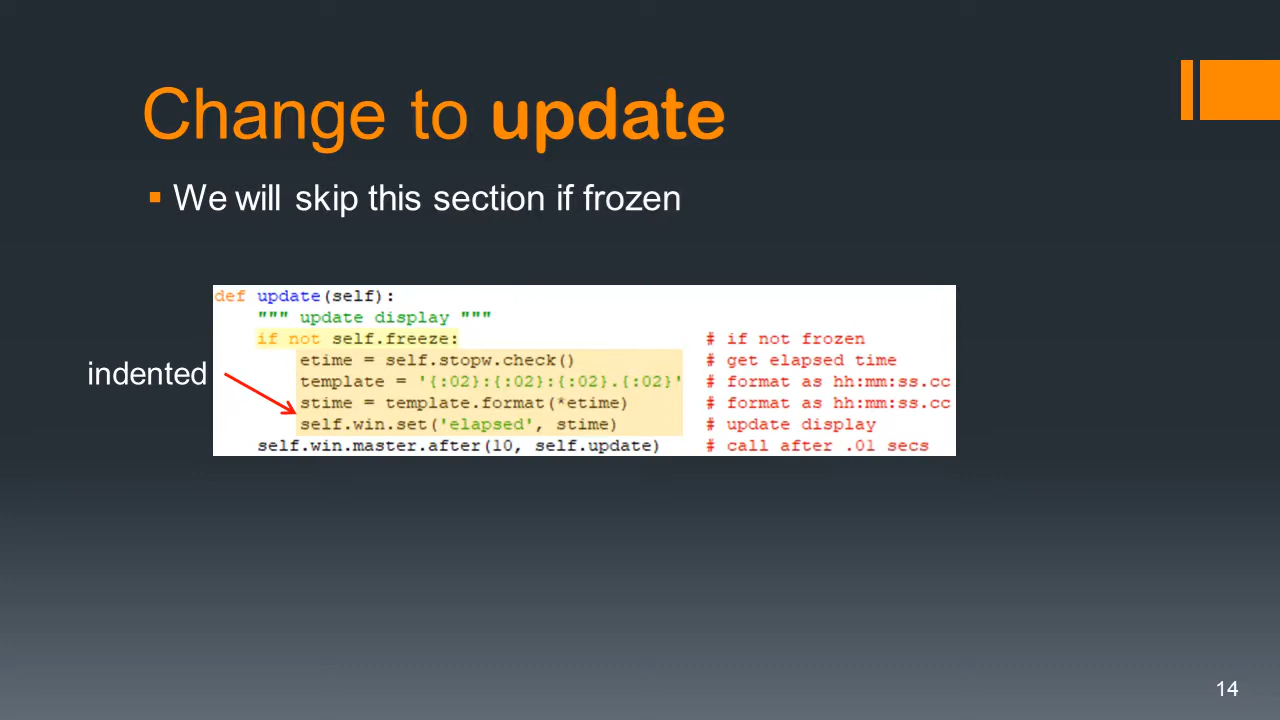 Change to update
We will skip this section if frozen
def update(self):
""" update display """
if not self.freeze: # if not frozen
etime = self.stopw.check() # get elapsed time
template = '{:02}:{:02}:{:02}.{:02}' # format as hh:mm:ss.cc
stime = template.format(*etime) # format as hh:mm:ss.cc
self.win.set('elapsed', stime) # update display
self.win.master.after(10, self.update) # call after .01 secs
indented
14